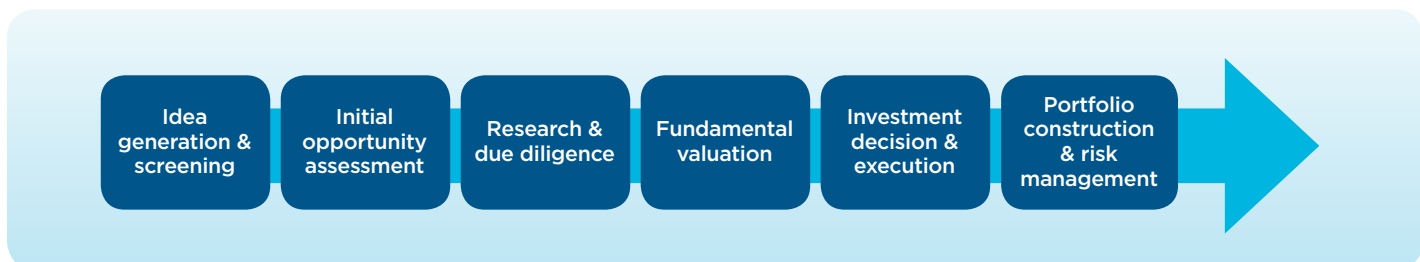 Idea
generation &
screening
Initial
opportunity
assessment
Research &
due diligence
Fundamental
valuation
Investment
decision &
execution
Portfolio
construction
& risk
management